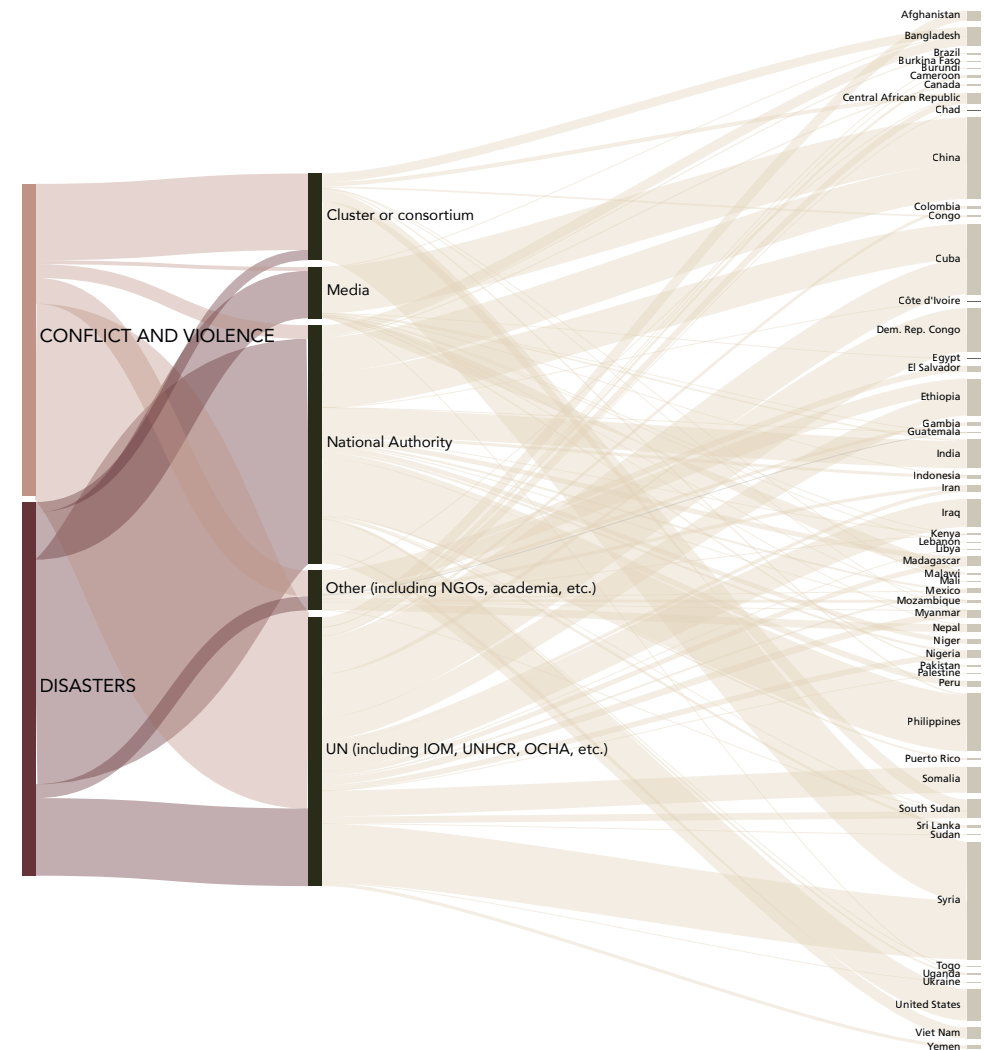 CONFLICT AND VIOLENCE
DISASTERS
Cluster or consortium
Media
National Authority
Other (including NGOs, academia, etc.)
UN (including IOM, UNHCR, OCHA, etc.)
Afghanistan
Bangladesh
Brazil
Burkina Faso
Burundi
Cameroon
Canada
Central African Republic
Chad
China
Colombia
Congo
Cuba
Côte d'Ivoire
Dem. Rep. Congo
Egypt
El Salvador
Ethiopia
Gambia
Guatemala
India
Indonesia
Iran
Iraq
Kenya
Lebanon
Libya
Madagascar
Malawi
Mali
Mexico
Mozambique
Myanmar
Nepal
Niger
Nigeria
Pakistan
Palestine
Peru
Philippines
Puerto Rico
Somalia
South Sudan
Sri Lanka
Sudan
Syria
Togo
Uganda
Ukraine
United States
Viet Nam
Yemen